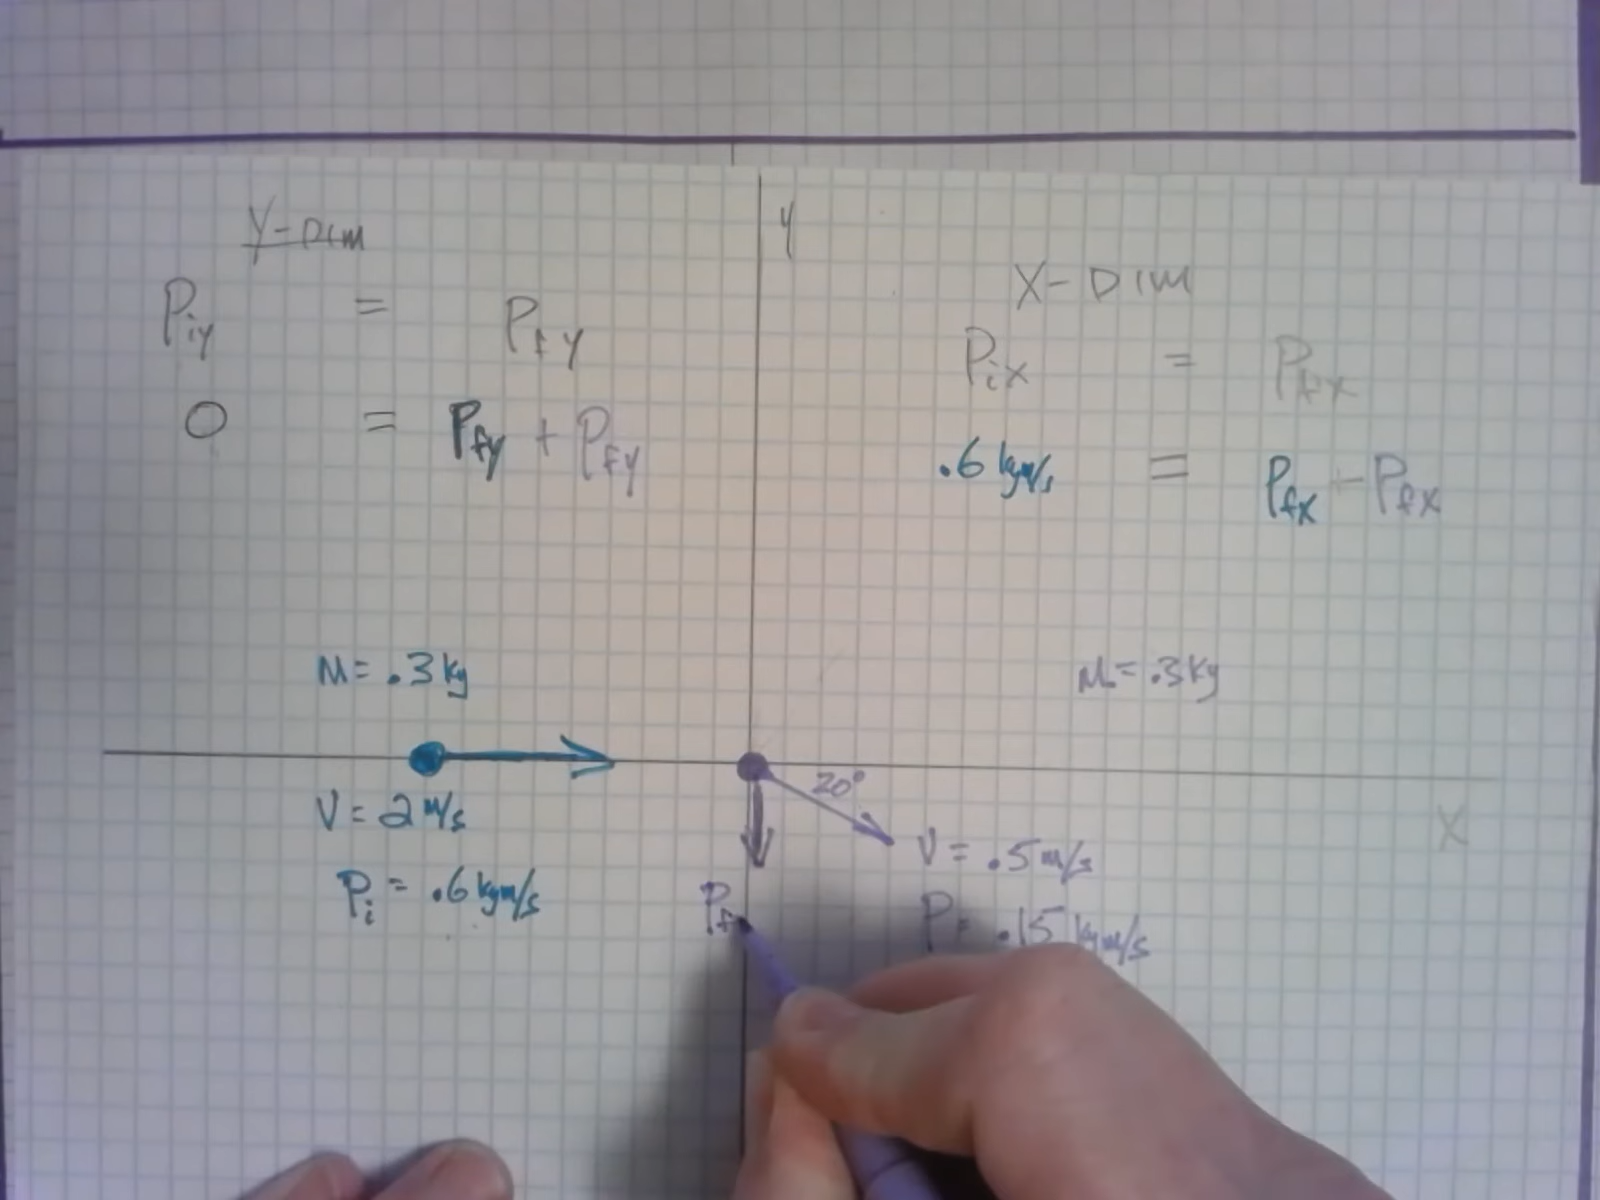 Y-DIM
Piy = Pfy
0 = Pfy + Pfy
y
X-DIM
Pix = Pfx
.6 kgm/s = Pfx + Pfx
M = .3 kg
V = 2 m/s
Pi = .6 kgm/s
M = .3 kg
20°
X
V = .5 m/s
P = .15 kgm/s
Pf